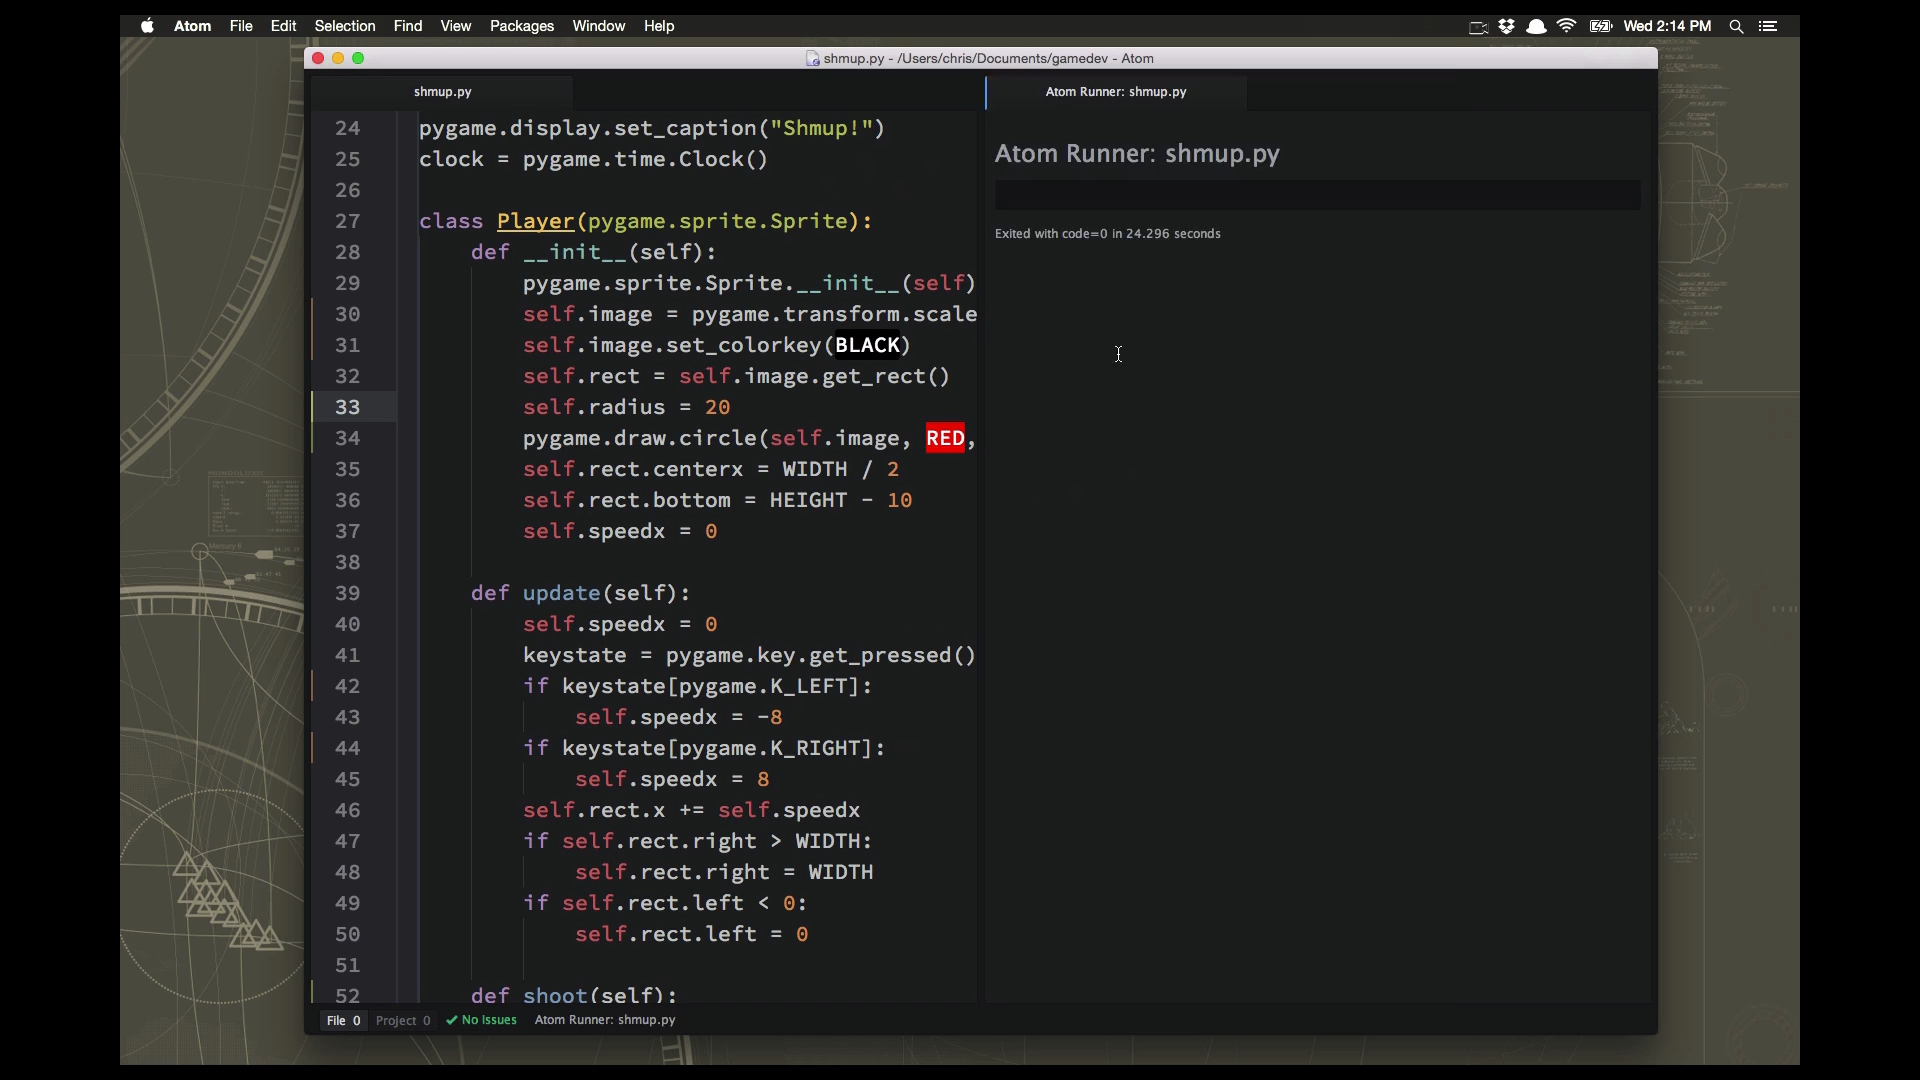 Atom File Edit Selection Find View Packages Window Help Wed 2:14 PM
shmup.py - /Users/chris/Documents/gamedev - Atom
shmup.py
Atom Runner: shmup.py
24 pygame.display.set_caption("Shmup!")
25 clock = pygame.time.Clock()
26
27 class Player(pygame.sprite.Sprite):
28 def __init__(self):
29 pygame.sprite.Sprite.__init__(self)
30 self.image = pygame.transform.scale
31 self.image.set_colorkey(BLACK)
32 self.rect = self.image.get_rect()
33 self.radius = 20
34 pygame.draw.circle(self.image, RED,
35 self.rect.centerx = WIDTH / 2
36 self.rect.bottom = HEIGHT - 10
37 self.speedx = 0
38
39 def update(self):
40 self.speedx = 0
41 keystate = pygame.key.get_pressed()
42 if keystate[pygame.K_LEFT]:
43 self.speedx = -8
44 if keystate[pygame.K_RIGHT]:
45 self.speedx = 8
46 self.rect.x += self.speedx
47 if self.rect.right > WIDTH:
48 self.rect.right = WIDTH
49 if self.rect.left < 0:
50 self.rect.left = 0
51
52 def shoot(self):
Atom Runner: shmup.py
Exited with code=0 in 24.296 seconds
File 0 Project 0 No Issues Atom Runner: shmup.py
Mercury 6